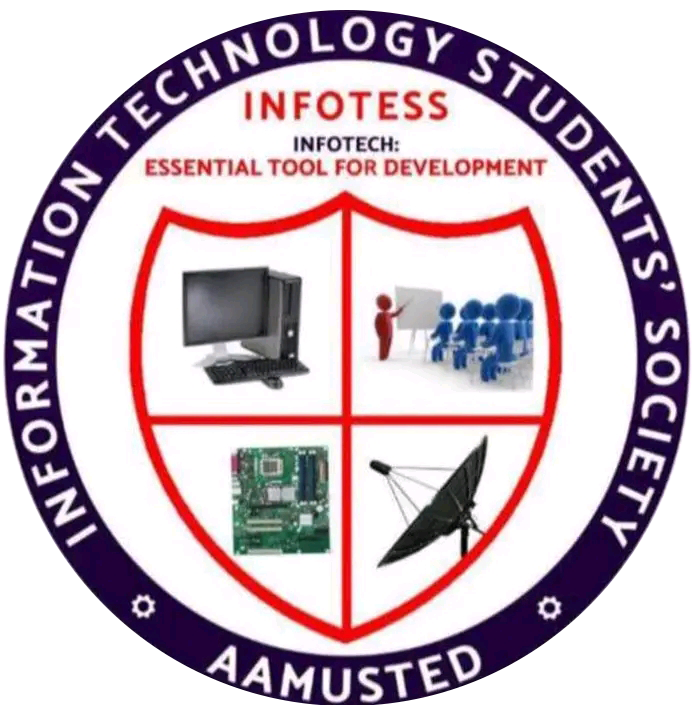 INFORMATION TECHNOLOGY STUDENTS' SOCIETY
INFOTESS
INFOTECH:
ESSENTIAL TOOL FOR DEVELOPMENT
AAMUSTED